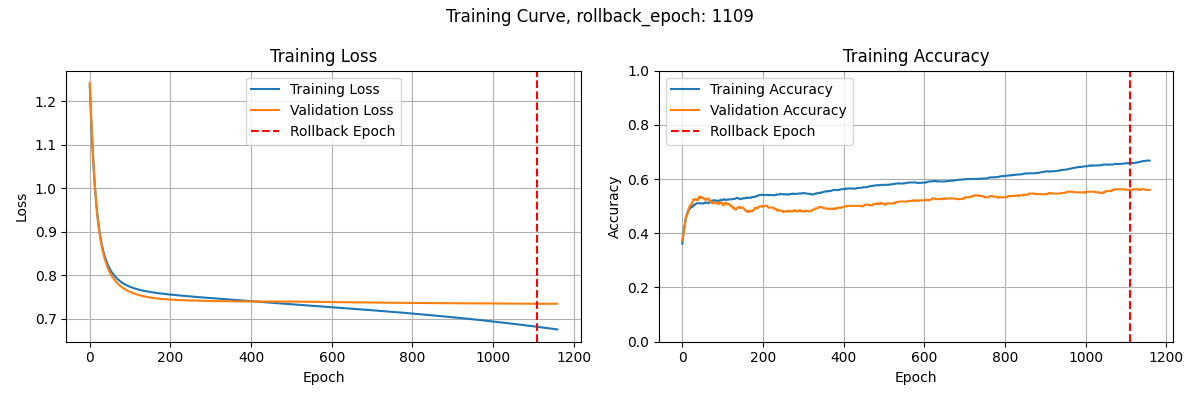 Training Curve, rollback_epoch: 1109
Training Loss
Training Loss
Validation Loss
Rollback Epoch
1.2
1.1
1.0
0.9
0.8
0.7
Loss
0 200 400 600 800 1000 1200
Epoch
Training Accuracy
Training Accuracy
Validation Accuracy
Rollback Epoch
1.0
0.8
0.6
0.4
0.2
0.0
Accuracy
0 200 400 600 800 1000 1200
Epoch